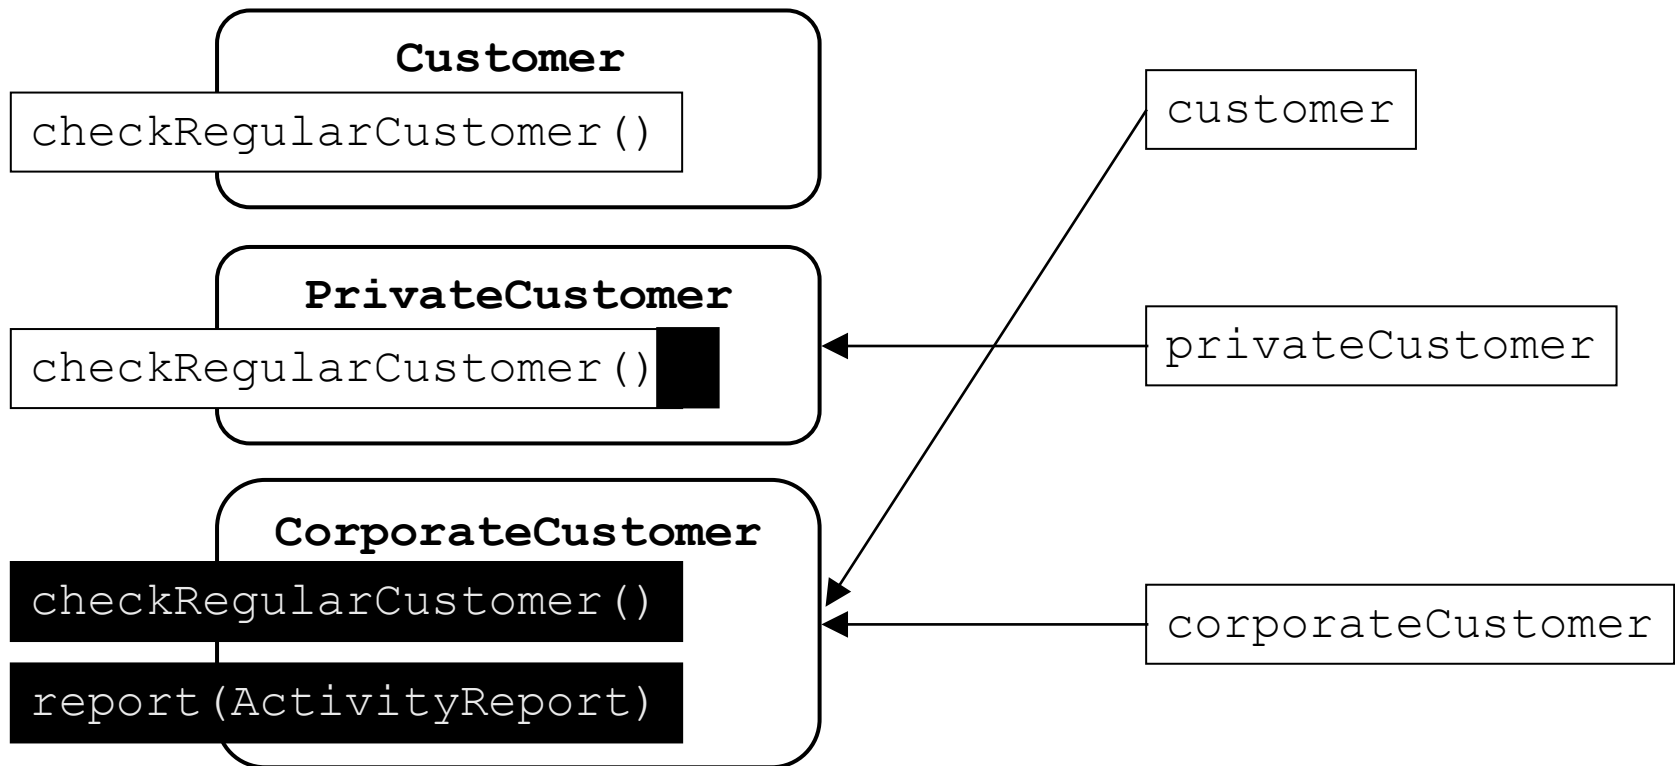 Customer
checkRegularCustomer()
PrivateCustomer
checkRegularCustomer()
CorporateCustomer
checkRegularCustomer()
report(ActivityReport)
customer
privateCustomer
corporateCustomer